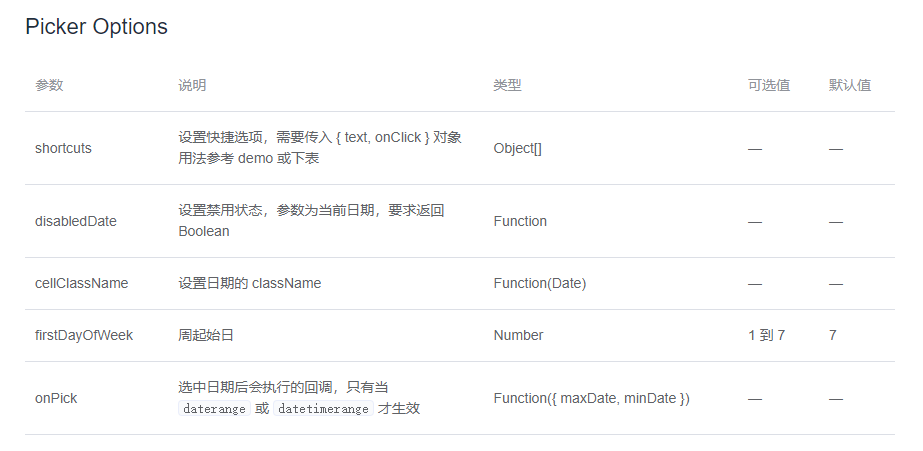 Picker Options
参数 说明 类型 可选值 默认值
shortcuts 设置快捷选项，需要传入 { text, onClick } 对象 Object[] — —
用法参考 demo 或下表
disabledDate 设置禁用状态，参数为当前日期，要求返回 Function — —
Boolean
cellClassName 设置日期的 className Function(Date) — —
firstDayOfWeek 周起始日 Number 1 到 7 7
onPick 选中日期后会执行的回调，只有当 Function({ maxDate, minDate }) — —
daterange 或 datetimerange 才生效